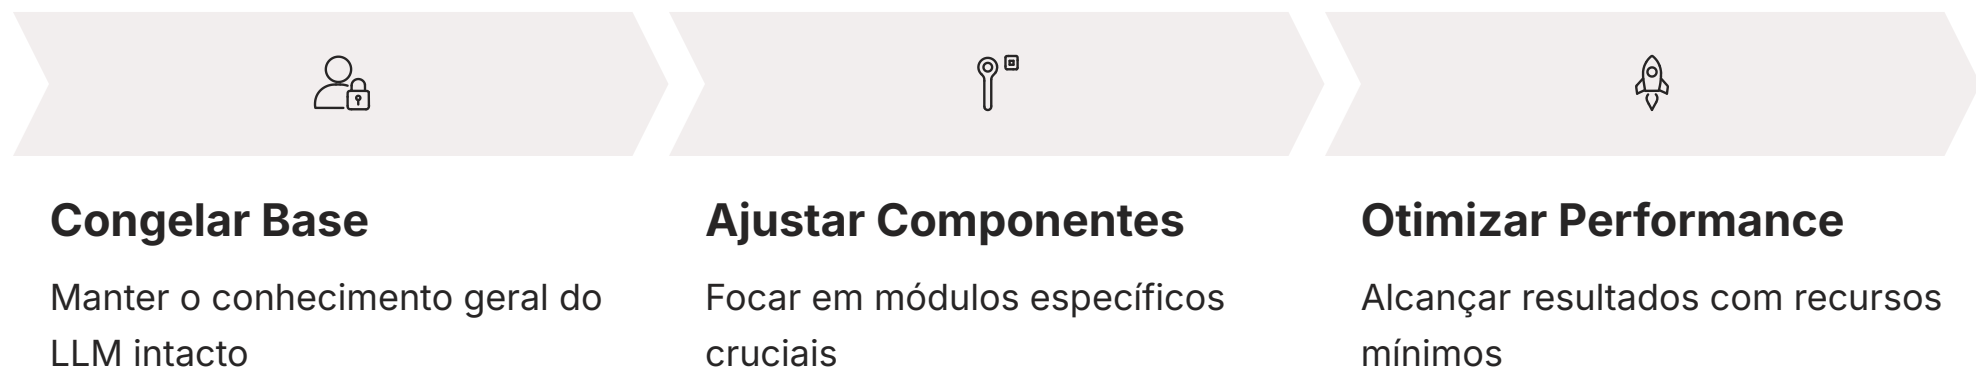 Congelar Base
Manter o conhecimento geral do
LLM intacto
Ajustar Componentes
Focar em módulos específicos
cruciais
Otimizar Performance
Alcançar resultados com recursos
mínimos